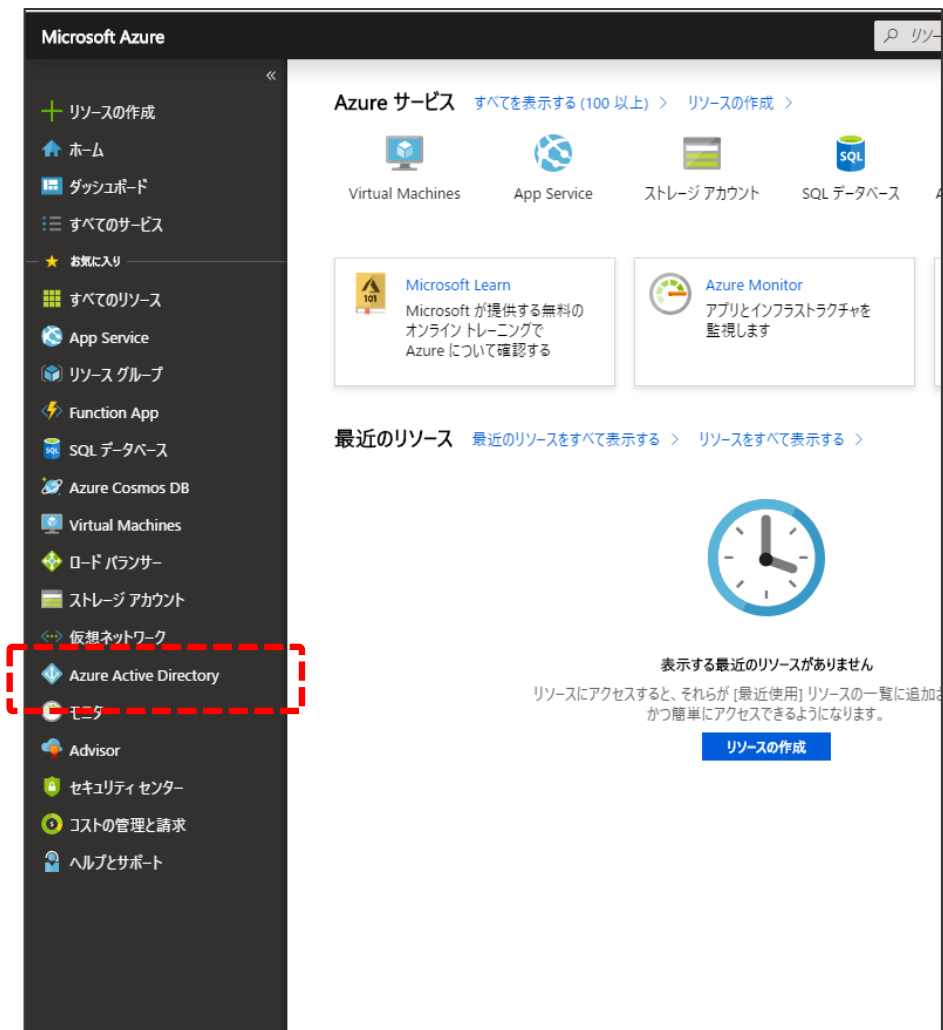 Microsoft Azure
リソー
«
リソースの作成
ホーム
ダッシュボード
すべてのサービス
お気に入り
すべてのリソース
App Service
リソース グループ
Function App
SQL データベース
Azure Cosmos DB
Virtual Machines
ロード バランサー
ストレージ アカウント
仮想ネットワーク
Azure Active Directory
モニタ
Advisor
セキュリティ センター
コストの管理と請求
ヘルプとサポート
Azure サービス すべてを表示する (100 以上) > リソースの作成 >
SQL
Virtual Machines App Service ストレージ アカウント SQL データベース A
101
Microsoft Learn
Microsoft が提供する無料の
オンライン トレーニングで
Azure について確認する
Azure Monitor
アプリとインフラストラクチャを
監視します
最近のリソース 最近のリソースをすべて表示する > リソースをすべて表示する >
表示する最近のリソースがありません
リソースにアクセスすると、それらが [最近使用] リソースの一覧に追加さ
かつ簡単にアクセスできるようになります。
リソースの作成